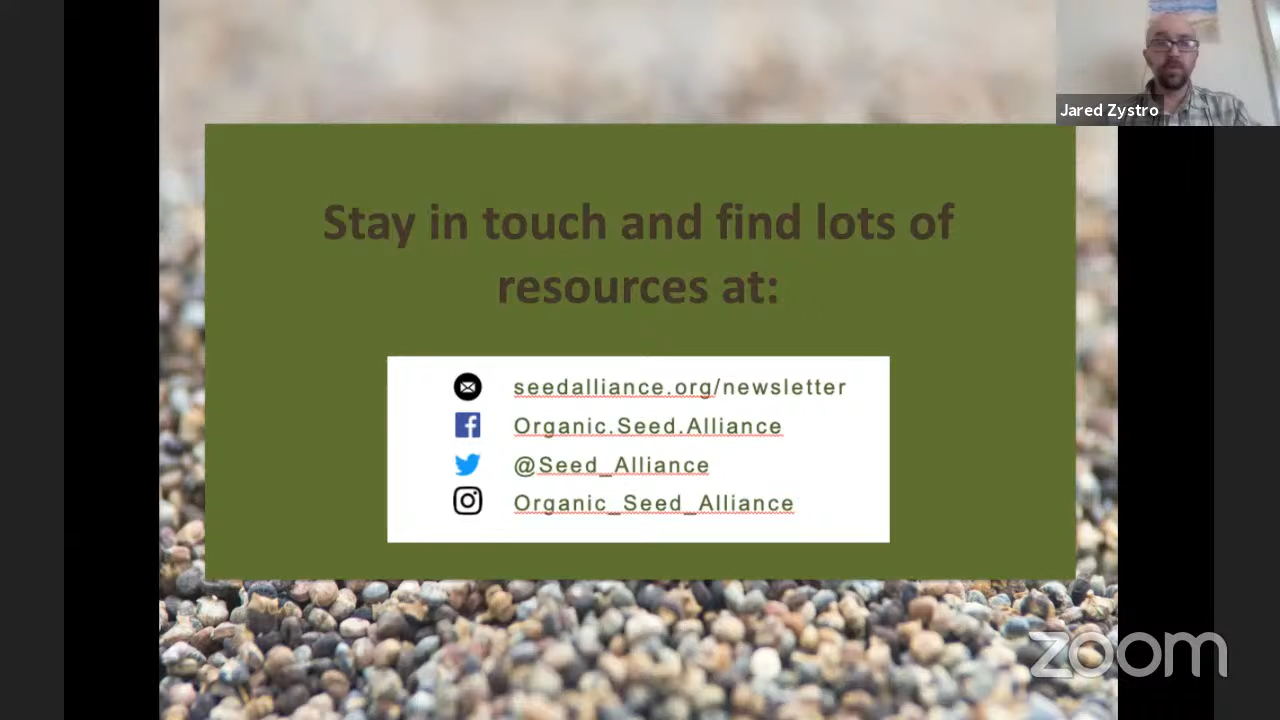 Jared Zystro
Stay in touch and find lots of
resources at:
seedalliance.org/newsletter
Organic.Seed.Alliance
@Seed_Alliance
Organic_Seed_Alliance
zoom